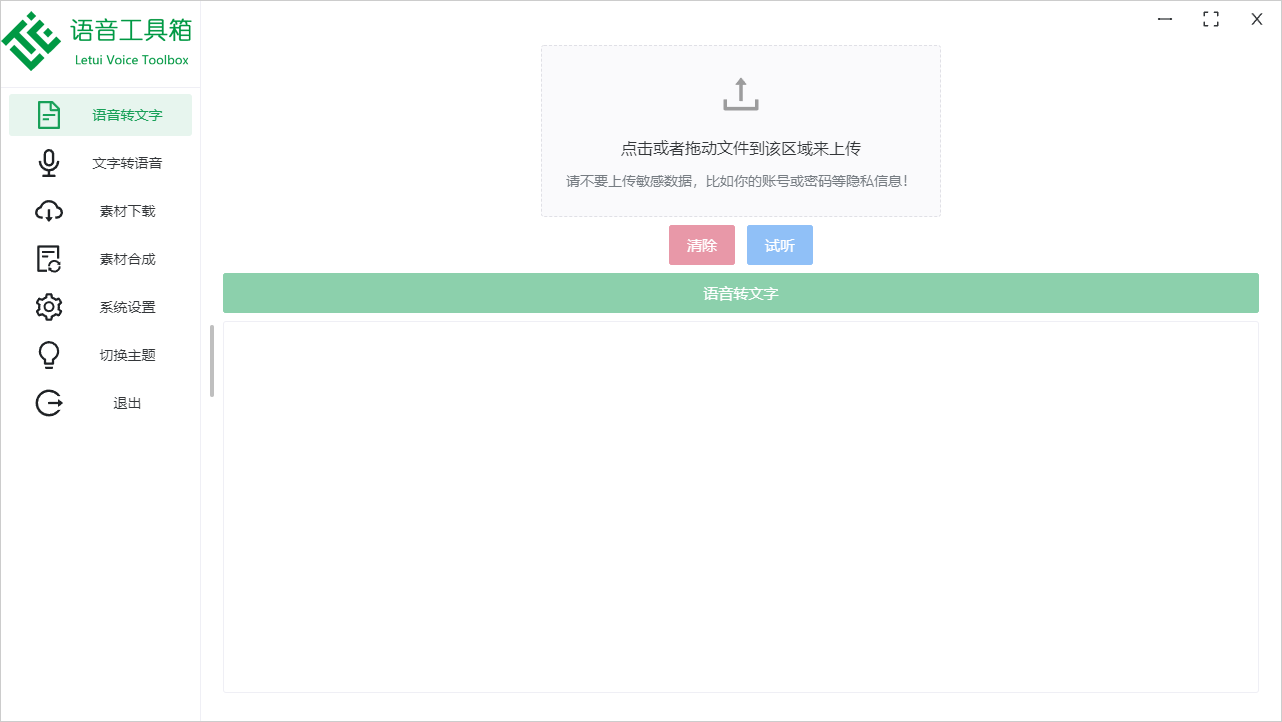 语音工具箱
Letui Voice Toolbox
语音转文字
文字转语音
素材下载
素材合成
系统设置
切换主题
退出
点击或者拖动文件到该区域来上传
请不要上传敏感数据，比如你的账号或密码等隐私信息！
清除
试听
语音转文字